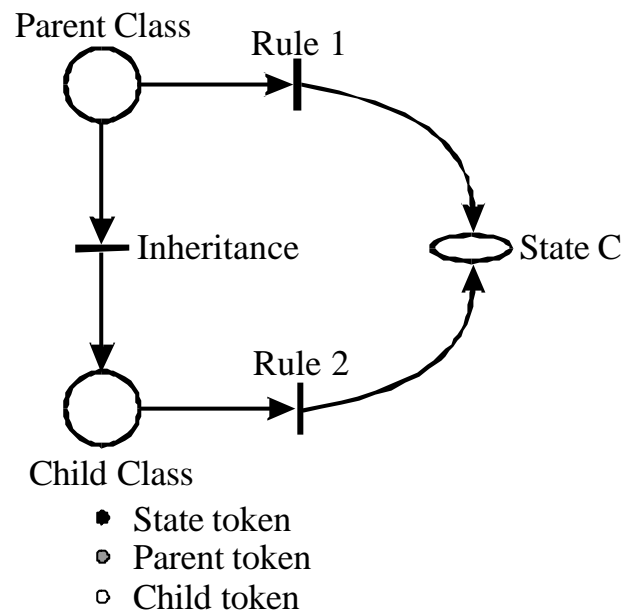 Parent Class
Rule 1
Inheritance
State C
Rule 2
Child Class
State token
Parent token
Child token